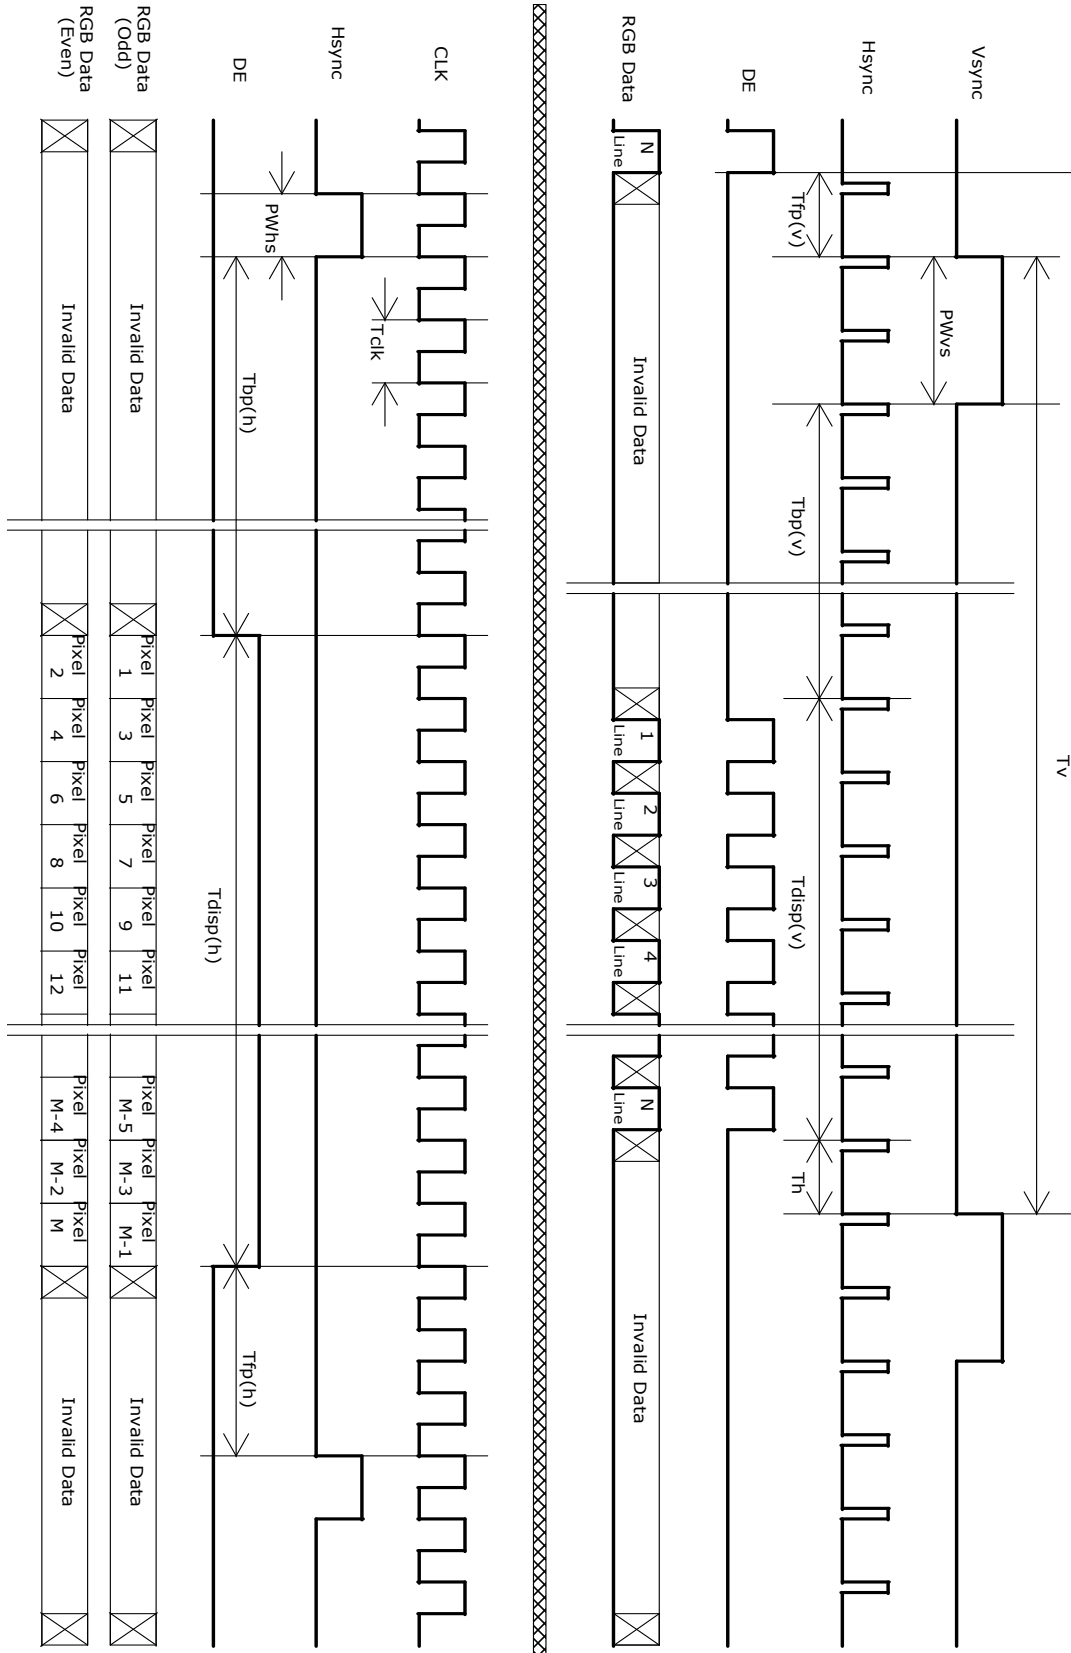 Vsync
Tv
PWvs
Hsync
Tfp(v)
Tbp(v)
Tdisp(v)
Th
DE
RGB Data
N
Line
Invalid Data
1
Line
2
Line
3
Line
4
Line
N
Line
Invalid Data
CLK
Tclk
Hsync
PWhs
DE
Tbp(h)
Tdisp(h)
Tfp(h)
RGB Data
(Odd)
Invalid Data
Pixel Pixel Pixel Pixel Pixel Pixel
1 3 5 7 9 11
Pixel Pixel Pixel
M-5 M-3 M-1
Invalid Data
RGB Data
(Even)
Invalid Data
Pixel Pixel Pixel Pixel Pixel Pixel
2 4 6 8 10 12
Pixel Pixel Pixel
M-4 M-2 M
Invalid Data